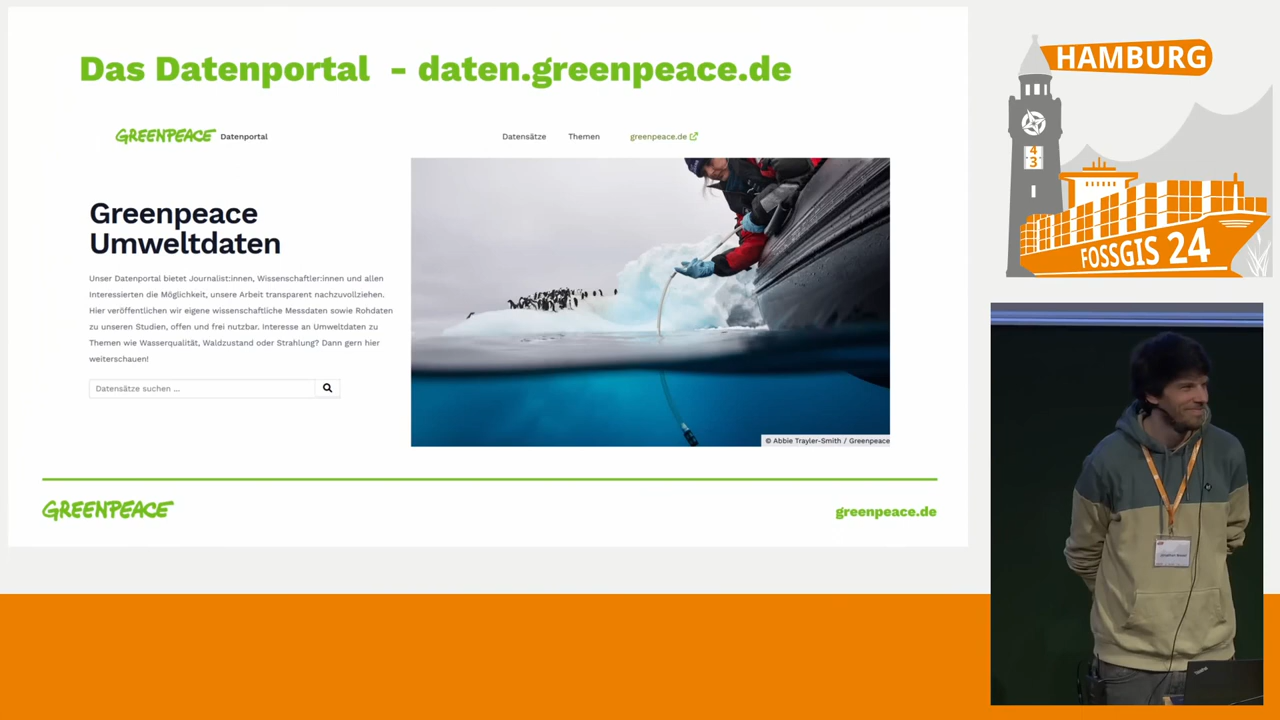 Das Datenportal - daten.greenpeace.de
GREENPEACE Datenportal
Datensätze
Themen
greenpeace.de
Greenpeace
Umweltdaten
Unser Datenportal bietet Journalist:innen, Wissenschaftler:innen und allen
Interessierten die Möglichkeit, unsere Arbeit transparent nachzuvollziehen.
Hier veröffentlichen wir eigene wissenschaftliche Messdaten sowie Rohdaten
zu unseren Studien, offen und frei nutzbar. Interesse an Umweltdaten zu
Themen wie Wasserqualität, Waldzustand oder Strahlung? Dann gern hier
weiterschauen!
Datensätze suchen ...
© Abbie Trayler-Smith / Greenpeace
GREENPEACE
greenpeace.de
HAMBURG
4
3
FOSSGIS 24